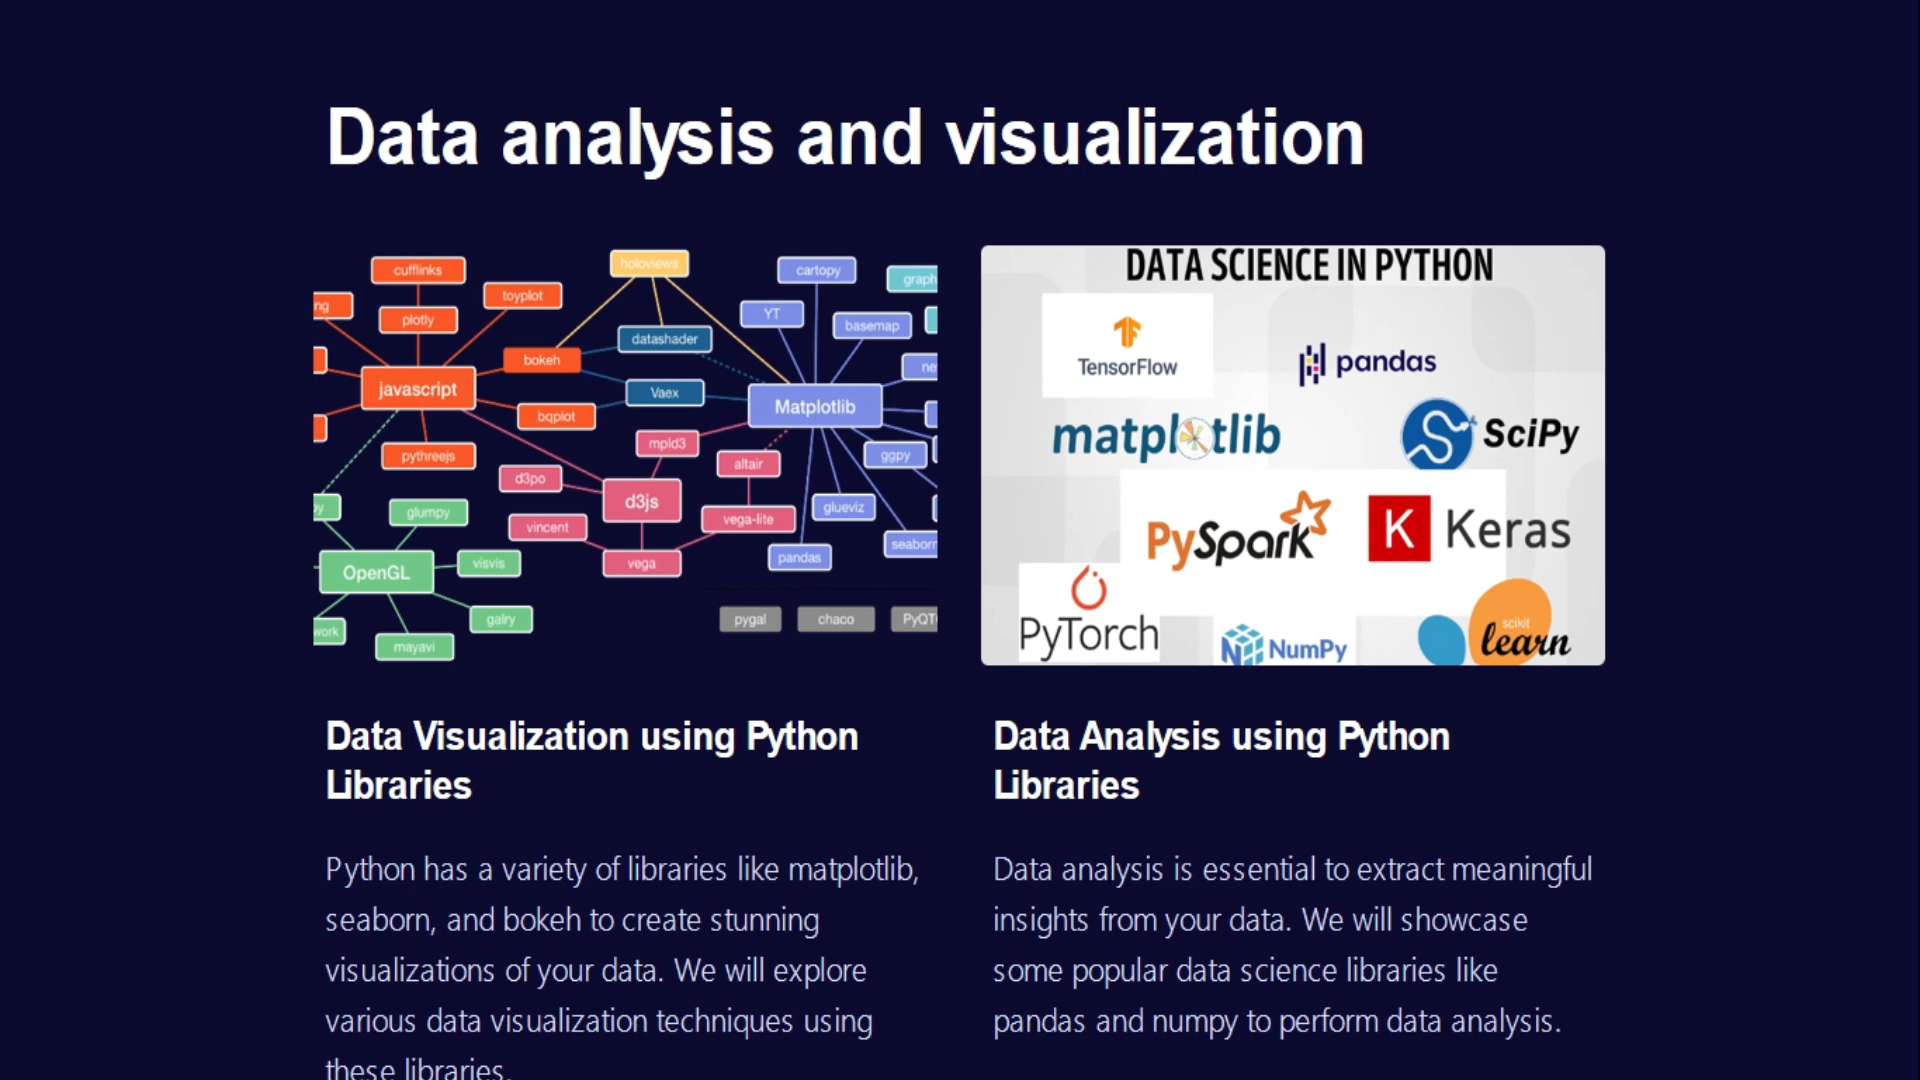 Data analysis and visualization
cufflinks
holoviews
cartopy
graph
toyplot
ng
plotly
YT
basemap
datashader
bokeh
ne
javascript
Vaex
Matplotlib
bqplot
mpld3
pythreejs
altair
ggpy
d3po
d3js
glumpy
glueviz
vincent
vega-lite
seaborn
pandas
OpenGL
visvis
vega
galry
pygal
chaco
PyQT
work
mayavi
DATA SCIENCE IN PYTHON
TensorFlow
pandas
matplotlib
SciPy
PySpark
K Keras
PyTorch
NumPy
scikit
learn
Data Visualization using Python
Libraries
Python has a variety of libraries like matplotlib,
seaborn, and bokeh to create stunning
visualizations of your data. We will explore
various data visualization techniques using
these libraries.
Data Analysis using Python
Libraries
Data analysis is essential to extract meaningful
insights from your data. We will showcase
some popular data science libraries like
pandas and numpy to perform data analysis.